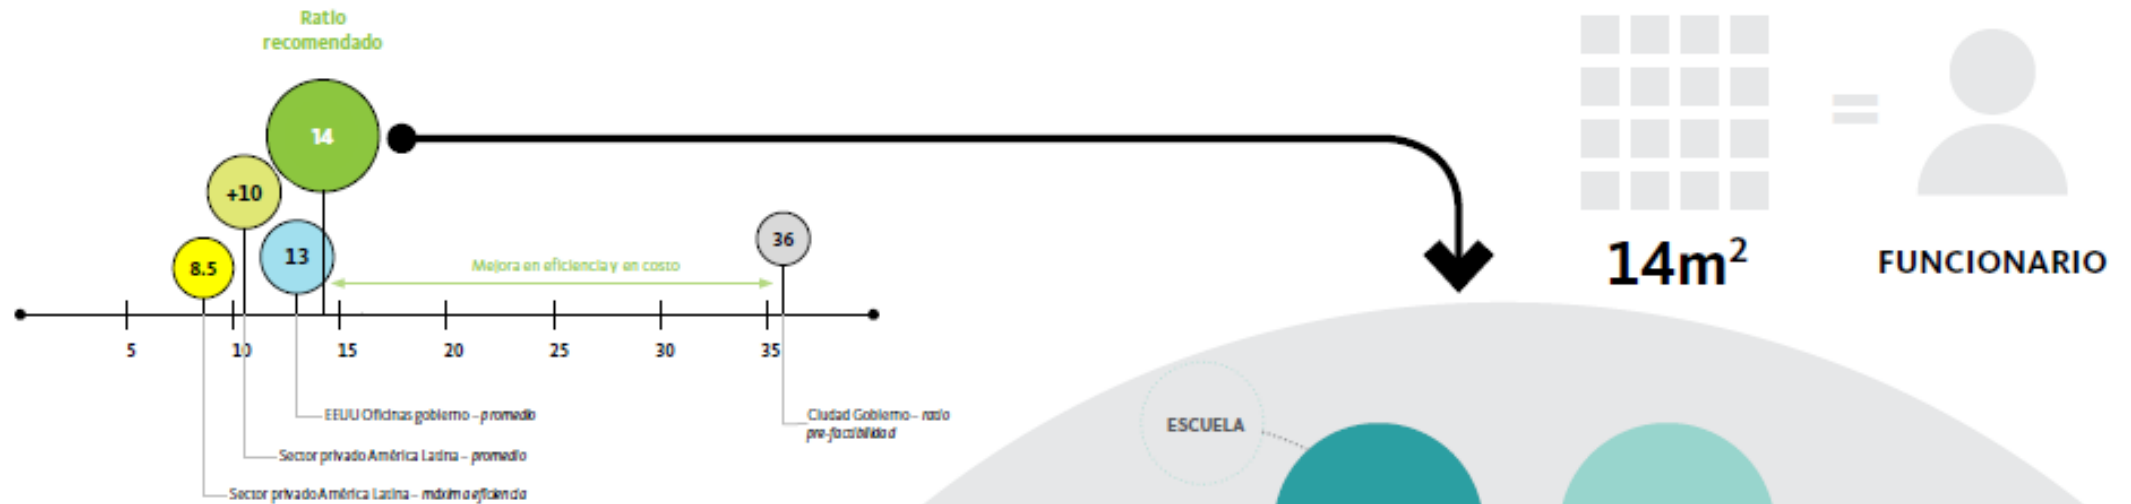 Ratio
recomendado
14
+10
13
8.5
36
Mejora en eficiencia y en costo
5
10
15
20
25
30
35
EEUU Oficinas gobierno – promedio
Sector privado América Latina – promedio
Sector privado América Latina – máxima eficiencia
Ciudad Gobierno – ratio
pre-factibilidad
14m²
=
FUNCIONARIO
ESCUELA